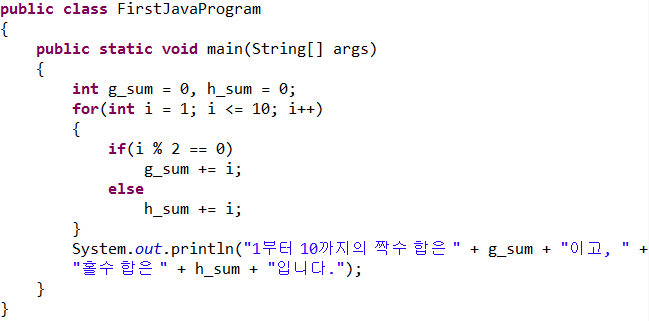 public class FirstJavaProgram
{
    public static void main(String[] args)
    {
        int g_sum = 0, h_sum = 0;
        for(int i = 1; i <= 10; i++)
        {
            if(i % 2 == 0)
                g_sum += i;
            else
                h_sum += i;
        }
        System.out.println("1부터 10까지의 짝수 합은 " + g_sum + "이고, " +
        "홀수 합은 " + h_sum + "입니다.");
    }
}